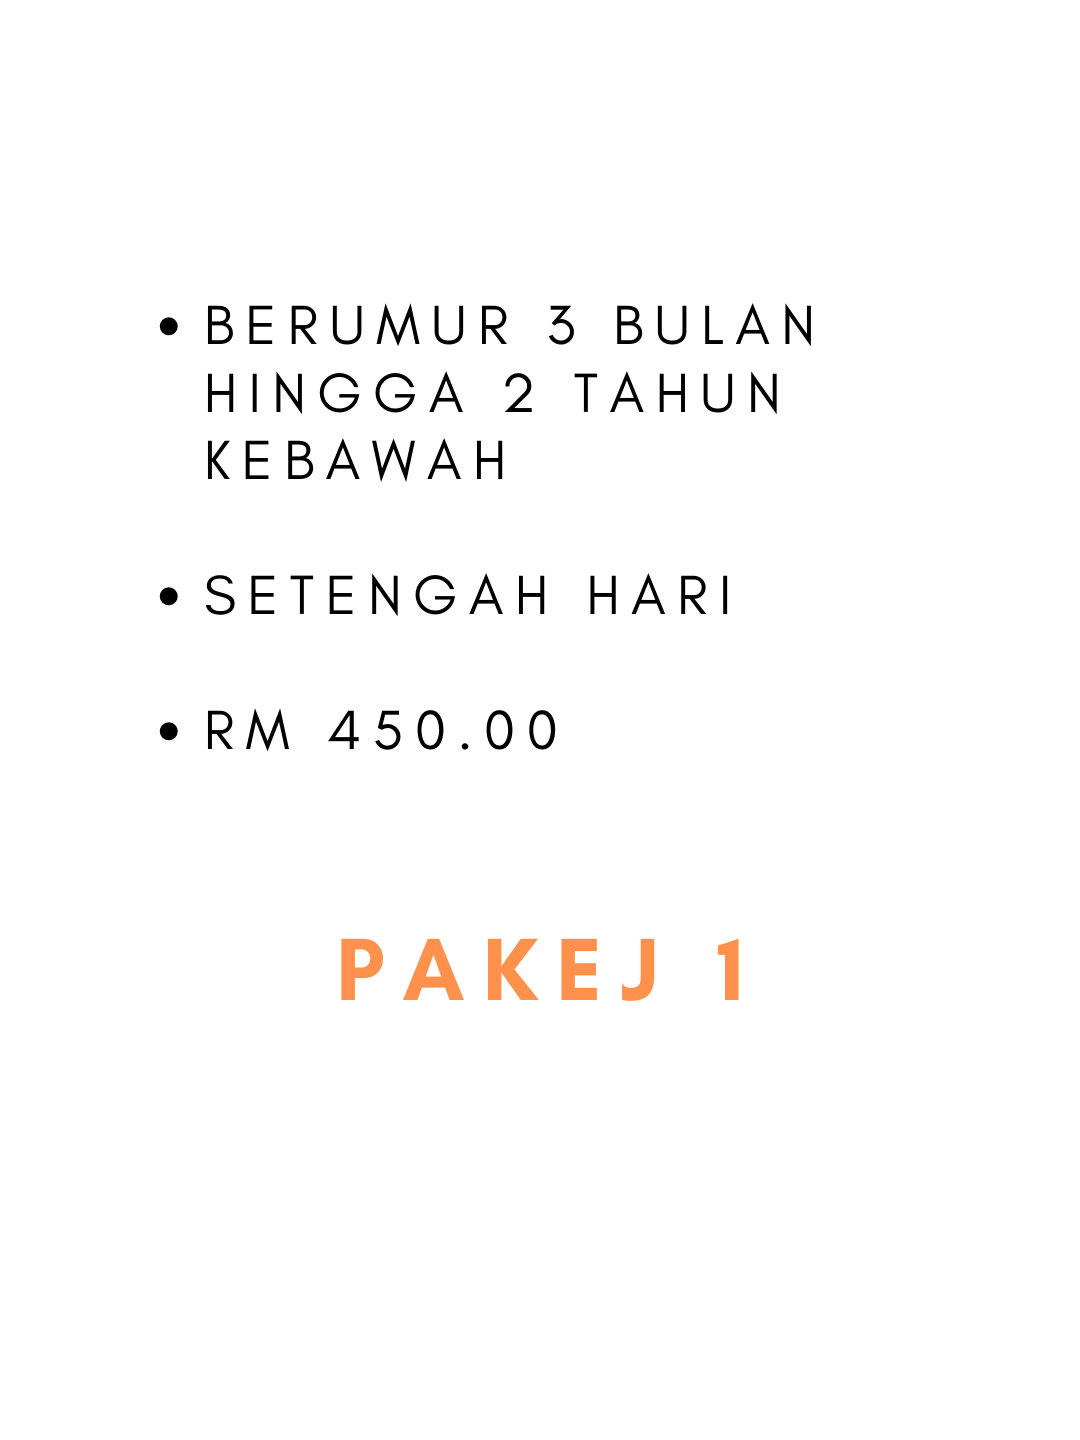 • BERUMUR 3 BULAN
HINGGA 2 TAHUN
KEBAWAH
• SETENGAH HARI
• RM 450.00
PAKEJ 1